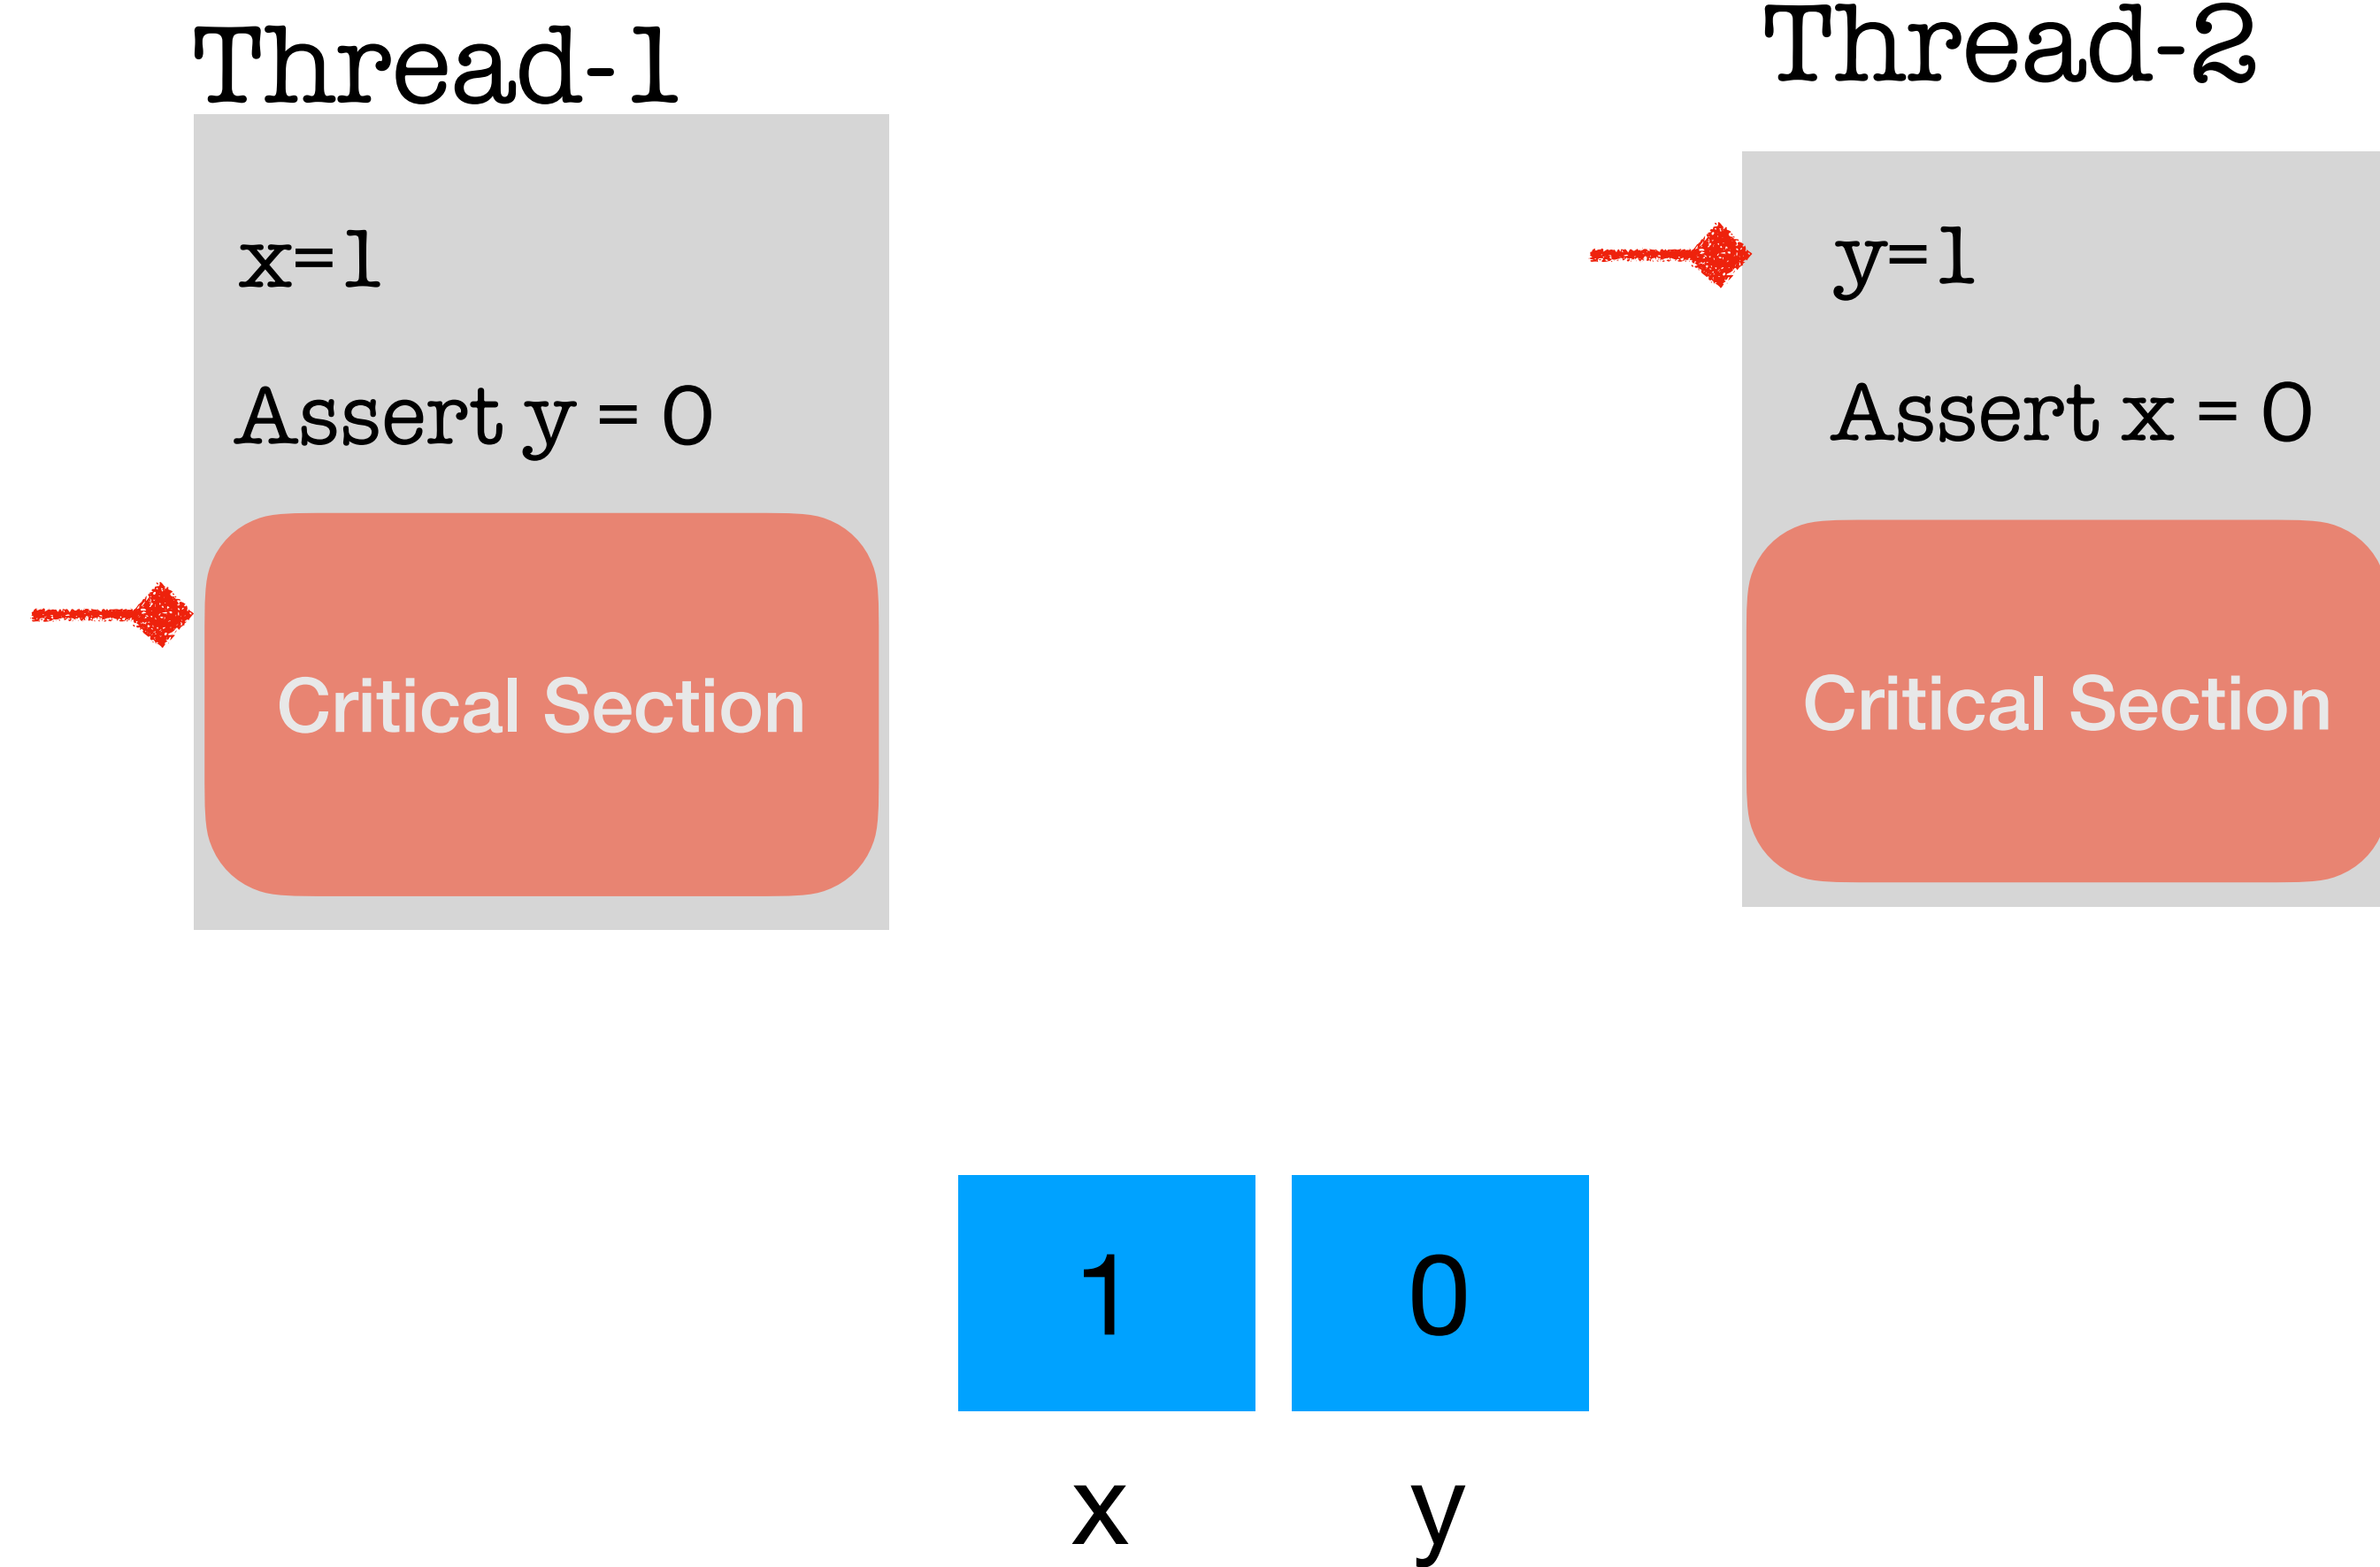 Thread-1
x=1
Assert y = 0
Critical Section
Thread-2
y=1
Assert x = 0
Critical Section
1 0
x y